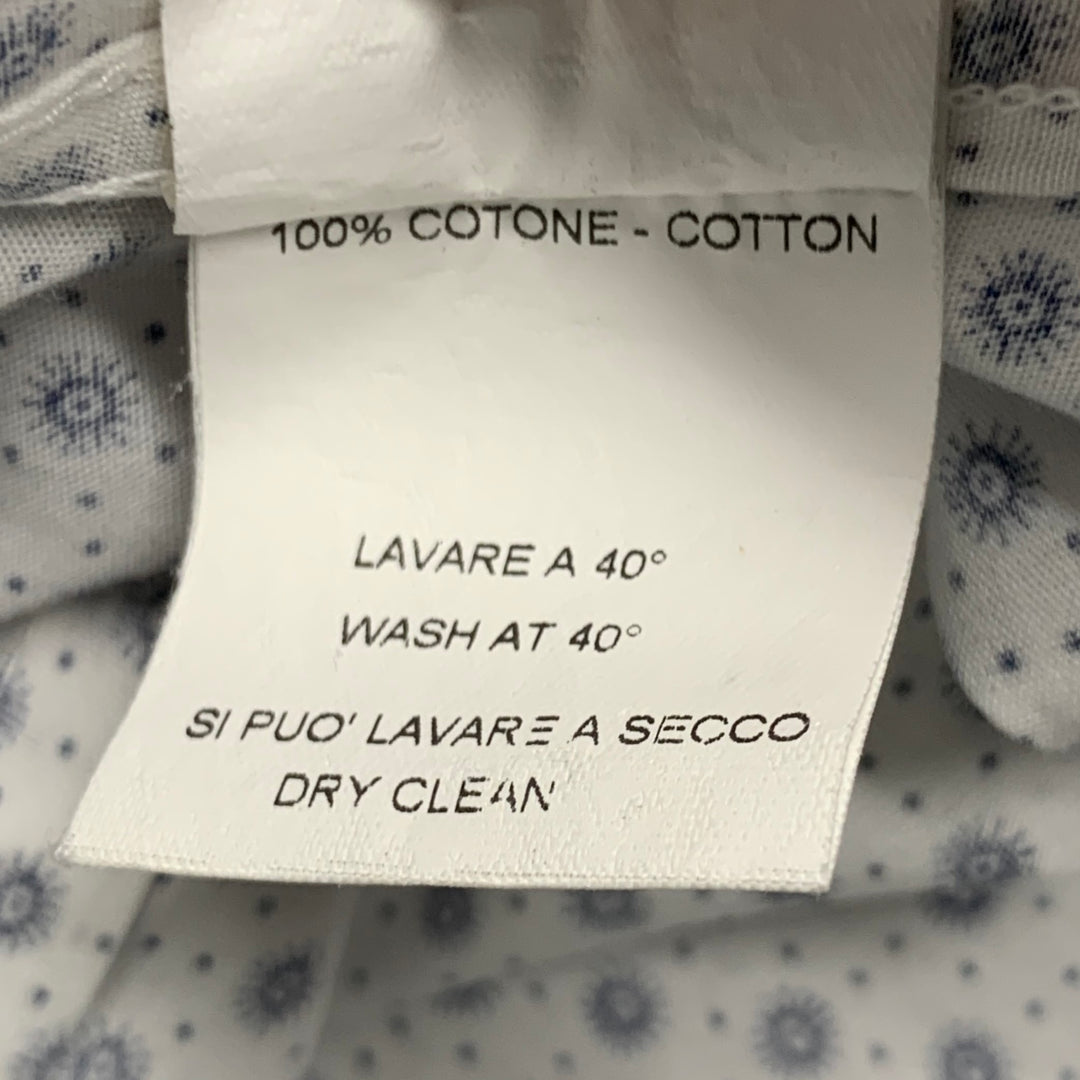 100% COTONE - COTTON
LAVARE A 40°
WASH AT 40°
SI PUO' LAVARE A SECCO
DRY CLEAN